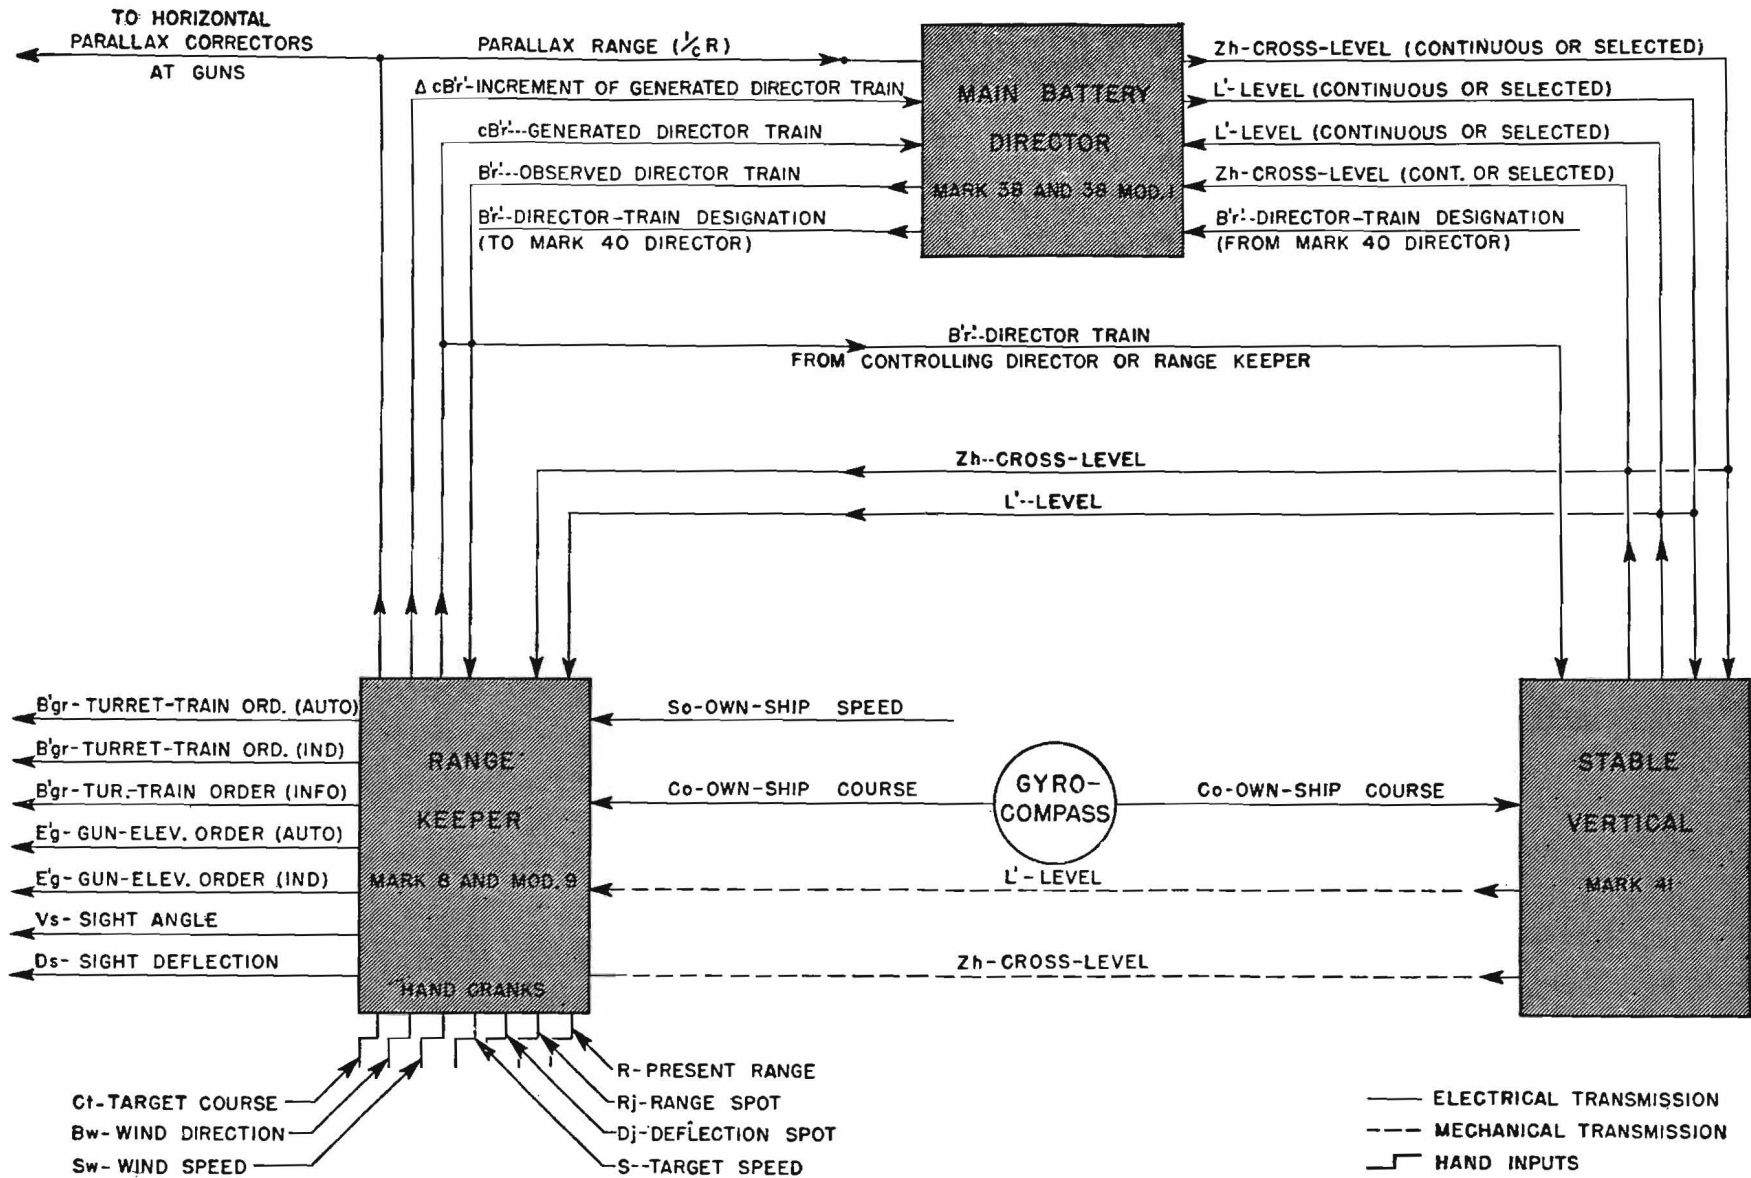 TO HORIZONTAL
PARALLAX CORRECTORS
AT GUNS
PARALLAX RANGE (1/C R)
Δ cB'r'-INCREMENT OF GENERATED DIRECTOR TRAIN
cB'r'--GENERATED DIRECTOR TRAIN
B'r'--OBSERVED DIRECTOR TRAIN
B'r'--DIRECTOR-TRAIN DESIGNATION
(TO MARK 40 DIRECTOR)
MAIN BATTERY
DIRECTOR
MARK 38 AND 38 MOD. 1
Zh-CROSS-LEVEL (CONTINUOUS OR SELECTED)
L'-LEVEL (CONTINUOUS OR SELECTED)
L'-LEVEL (CONTINUOUS OR SELECTED)
Zh-CROSS-LEVEL (CONT. OR SELECTED)
B'r'-DIRECTOR-TRAIN DESIGNATION
(FROM MARK 40 DIRECTOR)
B'r'--DIRECTOR TRAIN
FROM CONTROLLING DIRECTOR OR RANGE KEEPER
Zh--CROSS-LEVEL
L'--LEVEL
B'gr-TURRET-TRAIN ORD. (AUTO)
B'gr-TURRET-TRAIN ORD. (IND)
B'gr-TUR.-TRAIN ORDER (INFO)
E'g-GUN-ELEV. ORDER (AUTO)
E'g-GUN-ELEV. ORDER (IND)
Vs-SIGHT ANGLE
Ds-SIGHT DEFLECTION
RANGE
KEEPER
MARK 8 AND MOD. 9
HAND CRANKS
So-OWN-SHIP SPEED
Co-OWN-SHIP COURSE
GYRO-
COMPASS
Co-OWN-SHIP COURSE
L'-LEVEL
Zh-CROSS-LEVEL
STABLE
VERTICAL
MARK 41
Ct-TARGET COURSE
Bw-WIND DIRECTION
Sw-WIND SPEED
R-PRESENT RANGE
Rj-RANGE SPOT
Dj-DEFLECTION SPOT
S--TARGET SPEED
ELECTRICAL TRANSMISSION
MECHANICAL TRANSMISSION
HAND INPUTS